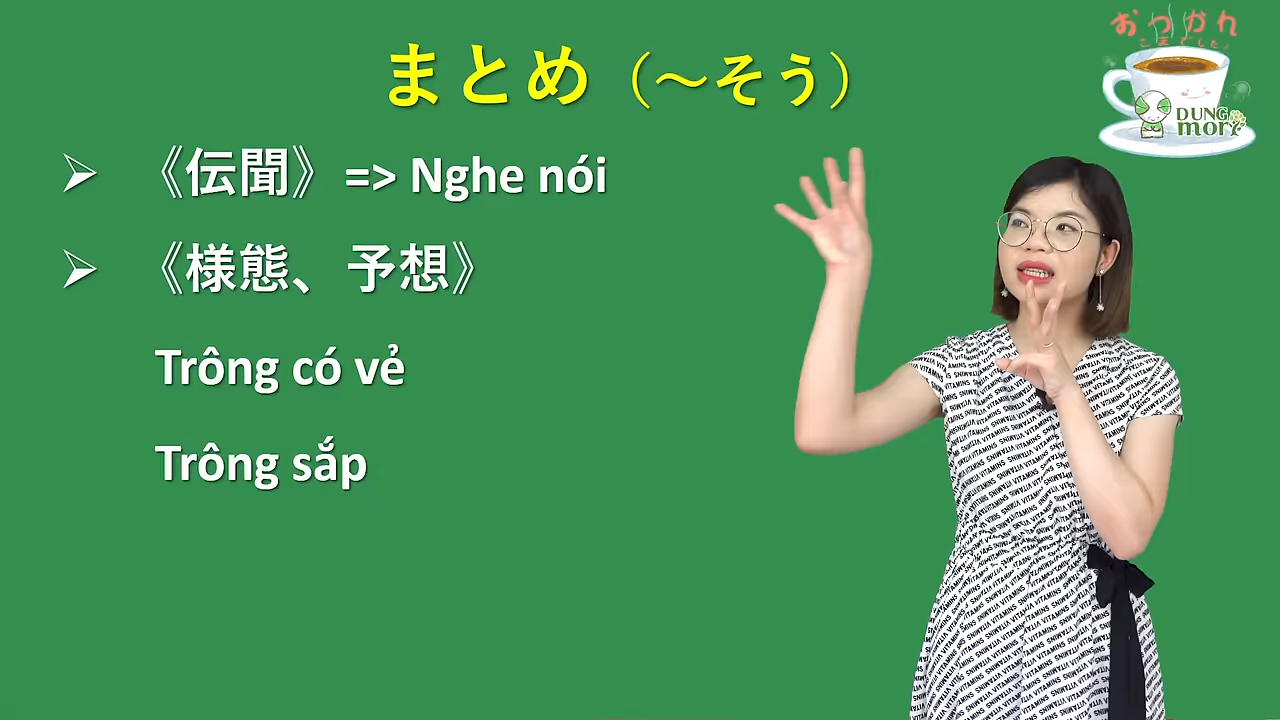 まとめ（～そう）
《伝聞》=> Nghe nói
《様態、予想》
Trông có vẻ
Trông sắp
おつかれ
DUNG
mori
VITAMINS